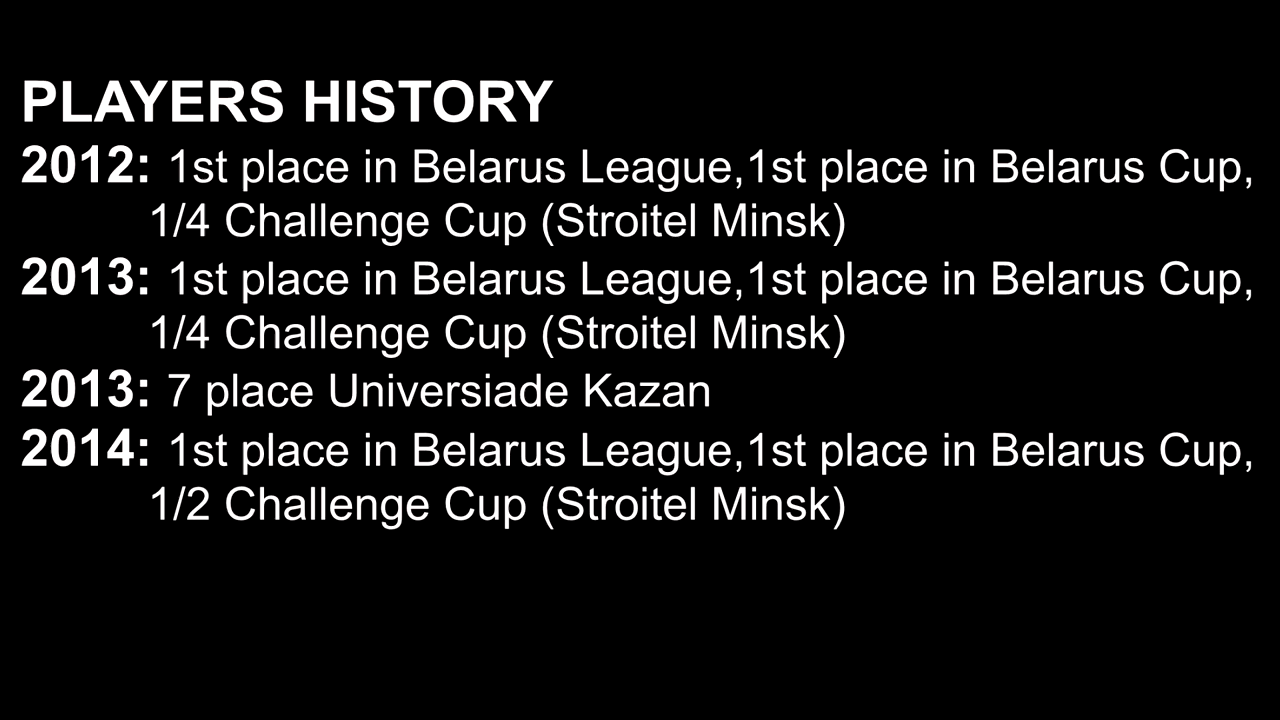 PLAYERS HISTORY
2012: 1st place in Belarus League,1st place in Belarus Cup,
1/4 Challenge Cup (Stroitel Minsk)
2013: 1st place in Belarus League,1st place in Belarus Cup,
1/4 Challenge Cup (Stroitel Minsk)
2013: 7 place Universiade Kazan
2014: 1st place in Belarus League,1st place in Belarus Cup,
1/2 Challenge Cup (Stroitel Minsk)